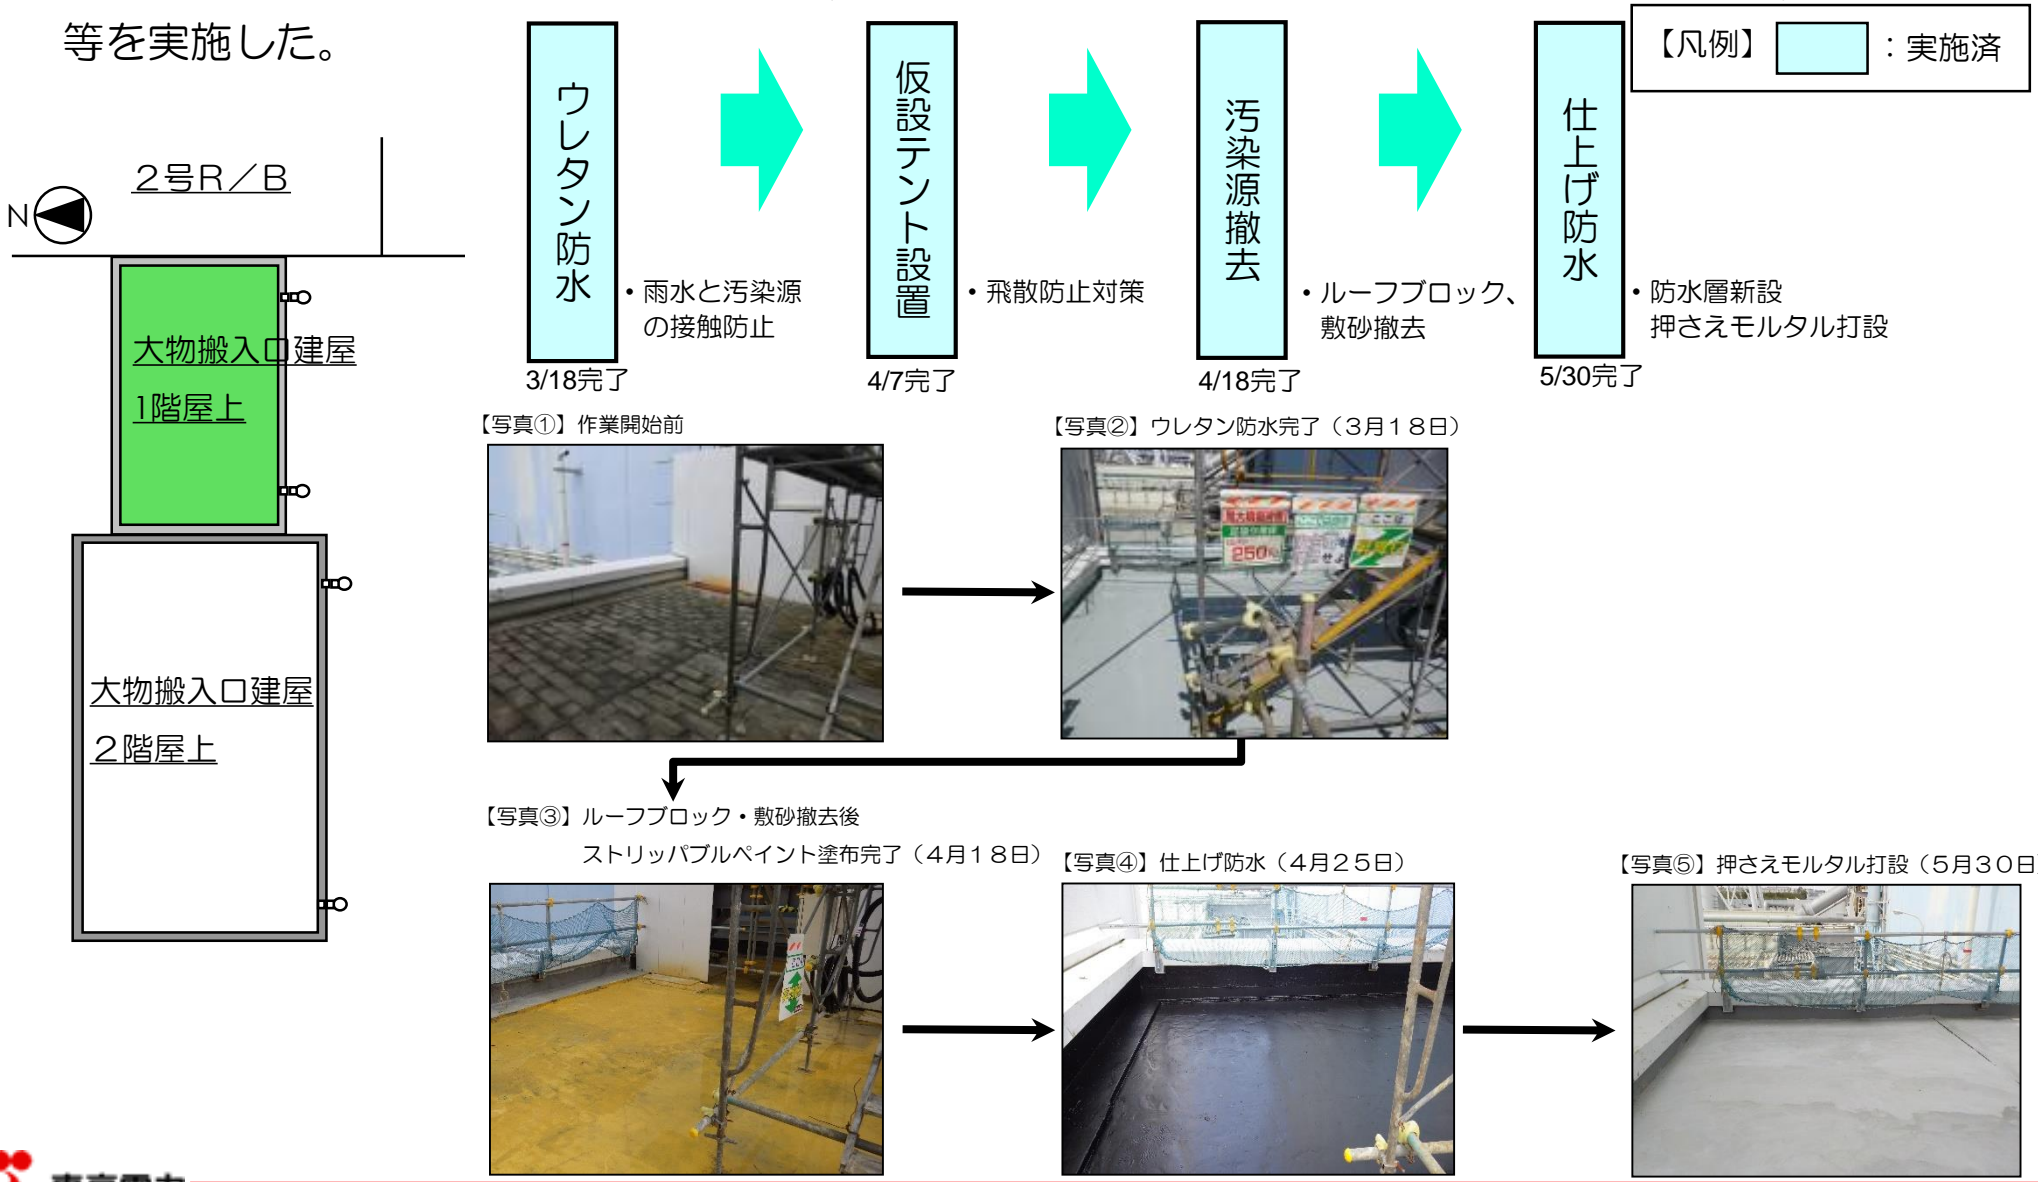 等を実施した。
ウレタン防水
仮設テント設置
汚染源撤去
仕上げ防水
【凡例】
：実施済
・雨水と汚染源
の接触防止
・飛散防止対策
・ルーフブロック、
敷砂撤去
・防水層新設
押さえモルタル打設
3/18完了
4/7完了
4/18完了
5/30完了
2号R／B
N
大物搬入口建屋
1階屋上
大物搬入口建屋
2階屋上
【写真①】作業開始前
【写真②】ウレタン防水完了（3月18日）
250
【写真③】ルーフブロック・敷砂撤去後
ストリッパブルペイント塗布完了（4月18日）
【写真④】仕上げ防水（4月25日）
【写真⑤】押さえモルタル打設（5月30日